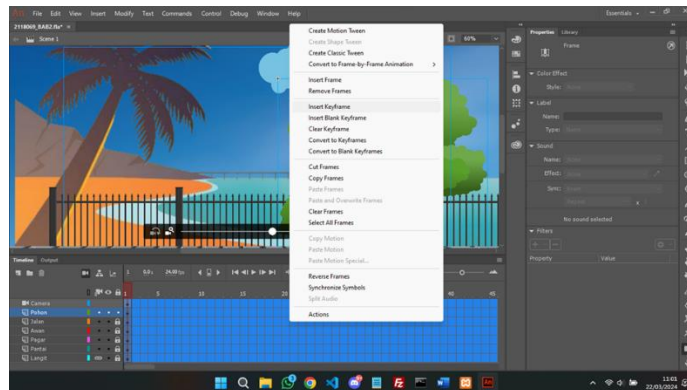 File Edit View Insert Modify Text Commands Control Debug Window Help
Essentials
2118069_BAB2.fla*
Scene 1
60%
Create Motion Tween
Create Shape Tween
Create Classic Tween
Convert to Frame-by-Frame Animation
Insert Frame
Remove Frames
Insert Keyframe
Insert Blank Keyframe
Clear Keyframe
Convert to Keyframes
Convert to Blank Keyframes
Cut Frames
Copy Frames
Paste Frames
Paste and Overwrite Frames
Clear Frames
Select All Frames
Copy Motion
Paste Motion
Paste Motion Special...
Reverse Frames
Synchronize Symbols
Split Audio
Actions
Properties Library
Frame
Color Effect
Style:
Label
Name:
Type:
Sound
Name:
Effect:
Sync:
No sound selected
Filters
Property Value
Timeline Output
1 5 10 15 20 40 45
Camera
Pohon
Jalan
Awan
Pagar
Pantai
Langit
11:01
22/03/2024